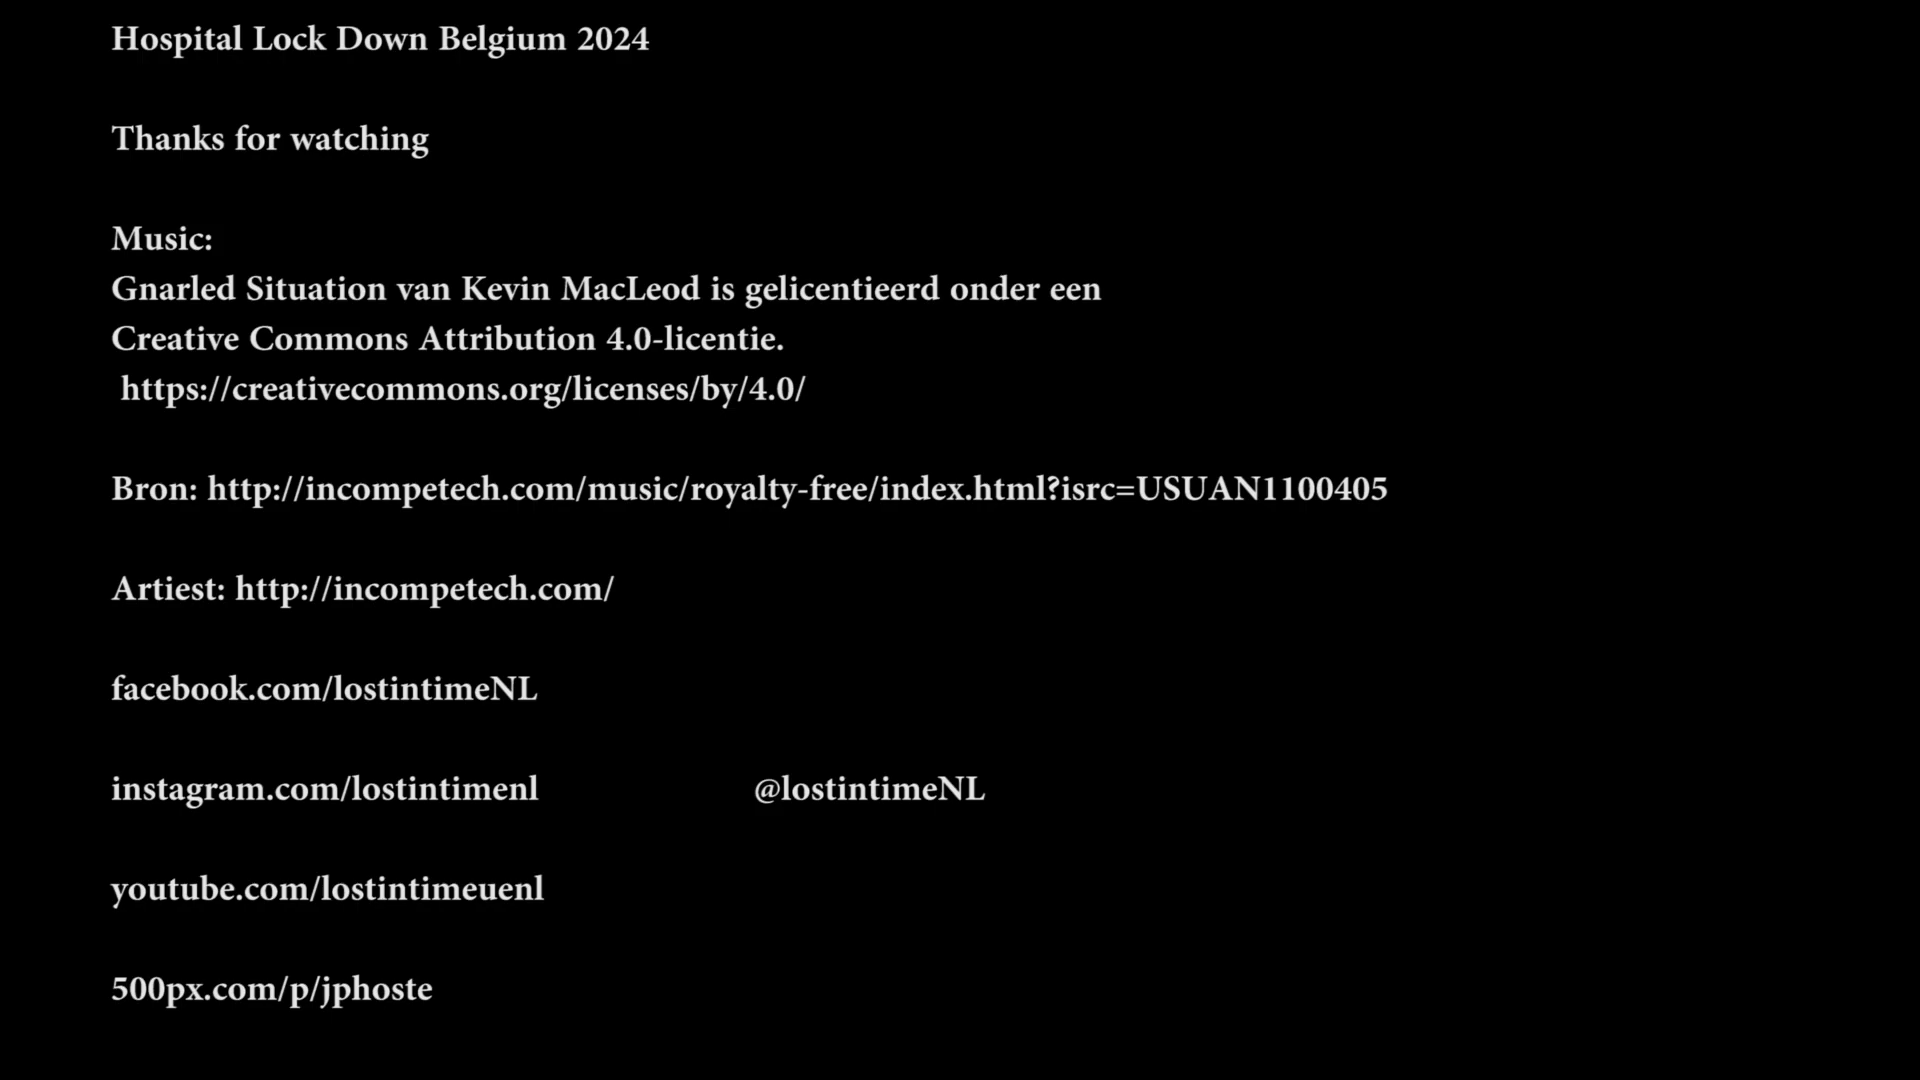 Hospital Lock Down Belgium 2024
Thanks for watching
Music:
Gnarled Situation van Kevin MacLeod is gelicentieerd onder een
Creative Commons Attribution 4.0-licentie.
https://creativecommons.org/licenses/by/4.0/
Bron: http://incompetech.com/music/royalty-free/index.html?isrc=USUAN1100405
Artiest: http://incompetech.com/
facebook.com/lostintimeNL
instagram.com/lostintimenl @lostintimeNL
youtube.com/lostintimeuenl
500px.com/p/jphoste